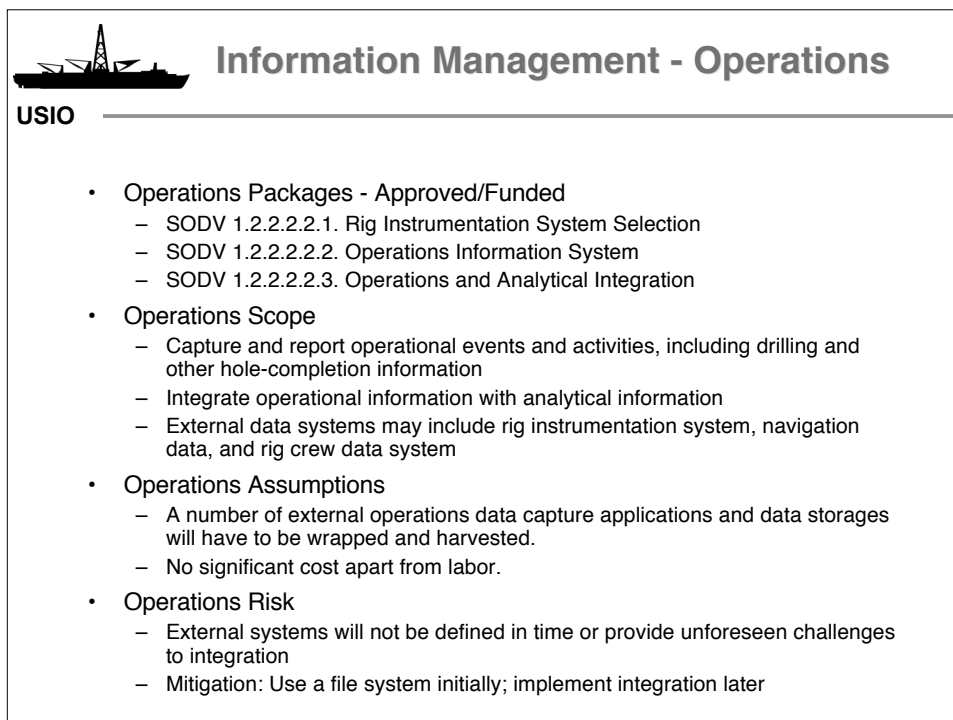 Information Management - Operations
USIO
• Operations Packages - Approved/Funded
– SODV 1.2.2.2.2.1. Rig Instrumentation System Selection
– SODV 1.2.2.2.2.2. Operations Information System
– SODV 1.2.2.2.2.3. Operations and Analytical Integration
• Operations Scope
– Capture and report operational events and activities, including drilling and
other hole-completion information
– Integrate operational information with analytical information
– External data systems may include rig instrumentation system, navigation
data, and rig crew data system
• Operations Assumptions
– A number of external operations data capture applications and data storages
will have to be wrapped and harvested.
– No significant cost apart from labor.
• Operations Risk
– External systems will not be defined in time or provide unforeseen challenges
to integration
– Mitigation: Use a file system initially; implement integration later